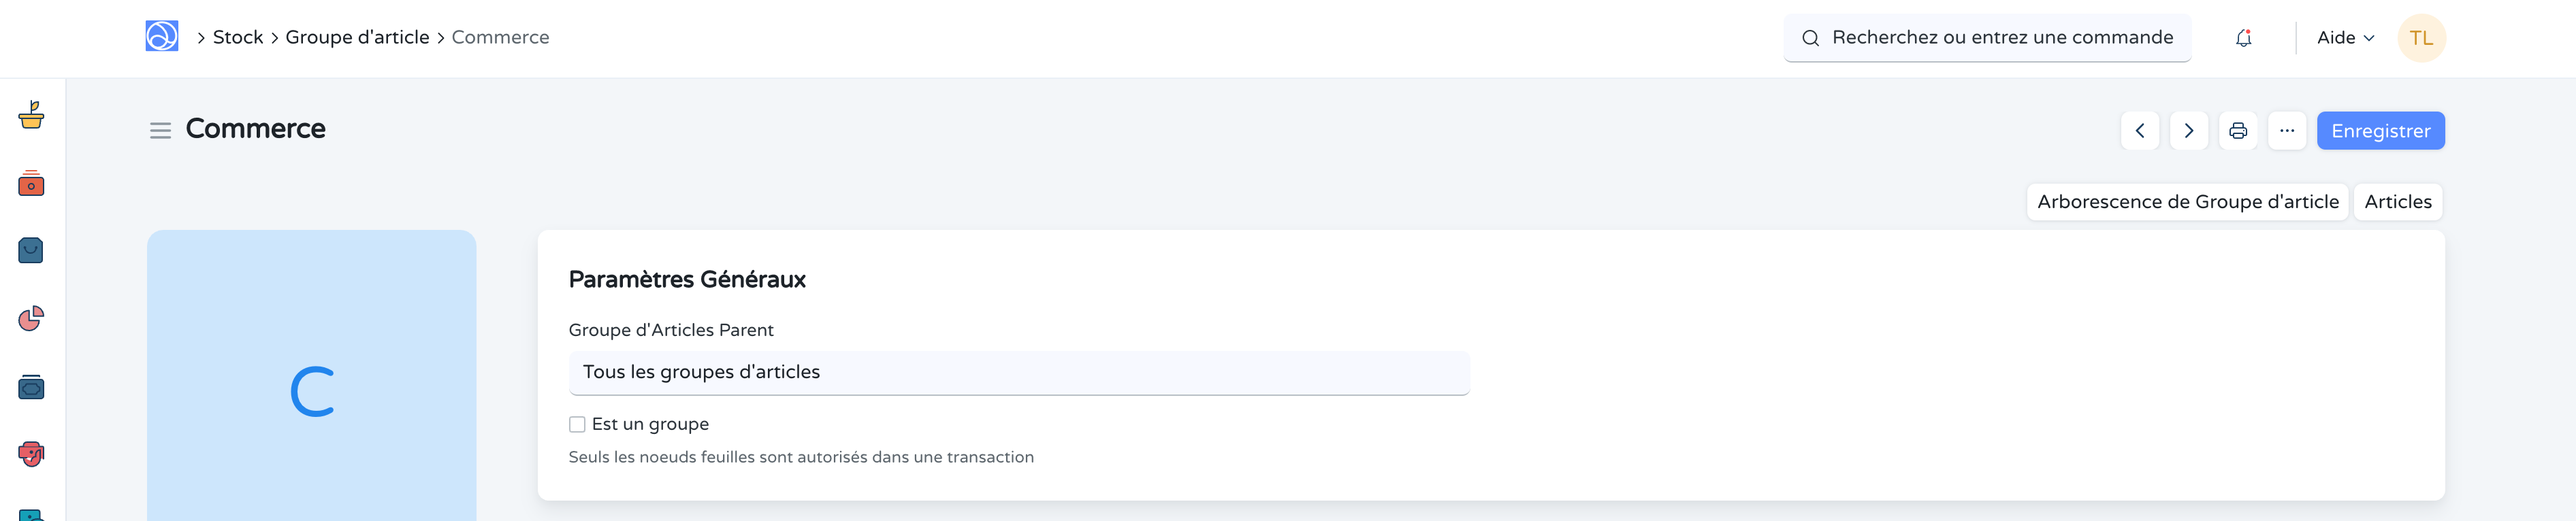 Stock > Groupe d'article > Commerce
Recherchez ou entrez une commande
Aide
TL
Commerce
Enregistrer
Arborescence de Groupe d'article
Articles
C
Paramètres Généraux
Groupe d'Articles Parent
Tous les groupes d'articles
Est un groupe
Seuls les noeuds feuilles sont autorisés dans une transaction